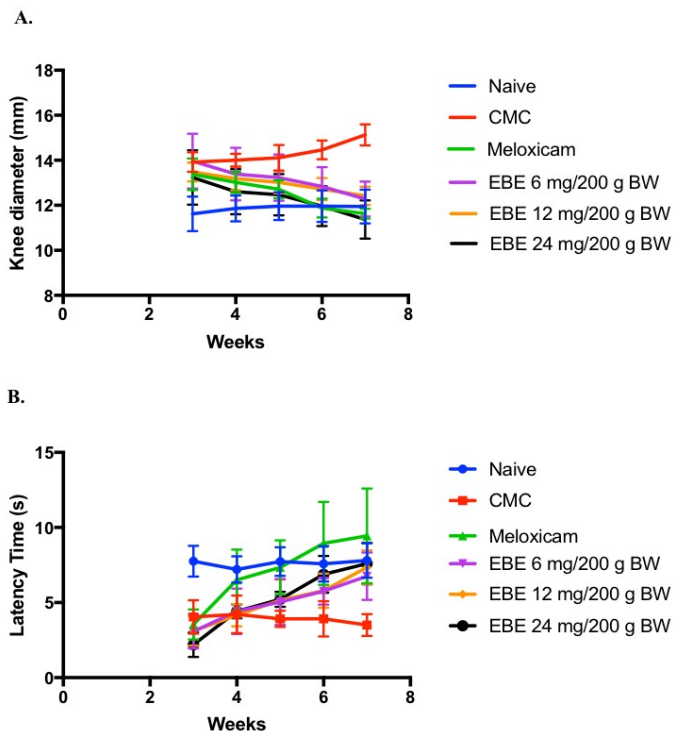 A.
18
16
14
12
10
8
0
2
4
6
8
Knee diameter (mm)
Weeks
Naive
CMC
Meloxicam
EBE 6 mg/200 g BW
EBE 12 mg/200 g BW
EBE 24 mg/200 g BW
B.
15
10
5
0
0
2
4
6
8
Latency Time (s)
Weeks
Naive
CMC
Meloxicam
EBE 6 mg/200 g BW
EBE 12 mg/200 g BW
EBE 24 mg/200 g BW